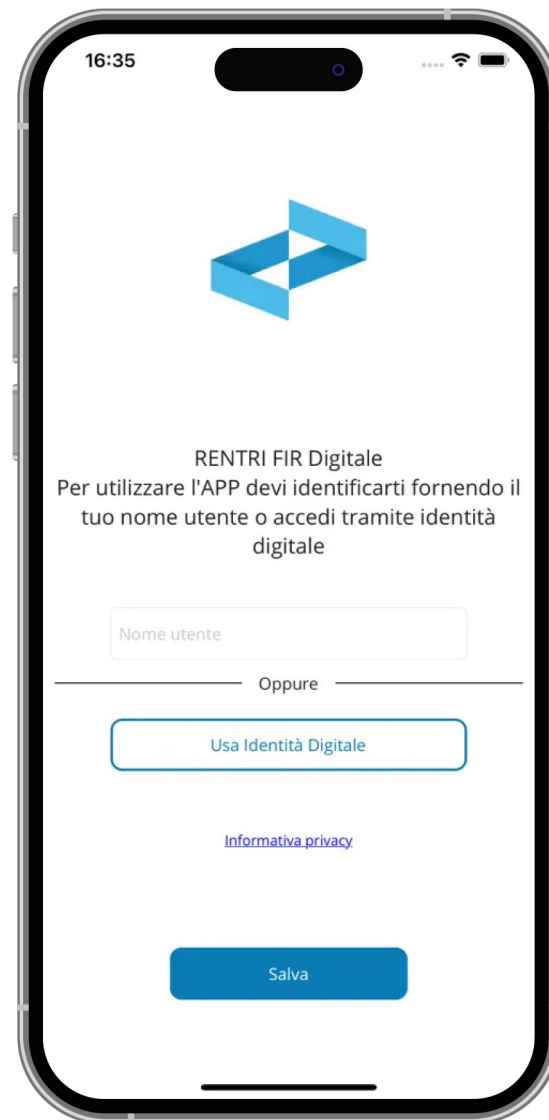 16:35
RENTRI FIR Digitale
Per utilizzare l'APP devi identificarti fornendo il
tuo nome utente o accedi tramite identità
digitale
Nome utente
Oppure
Usa Identità Digitale
Informativa privacy
Salva